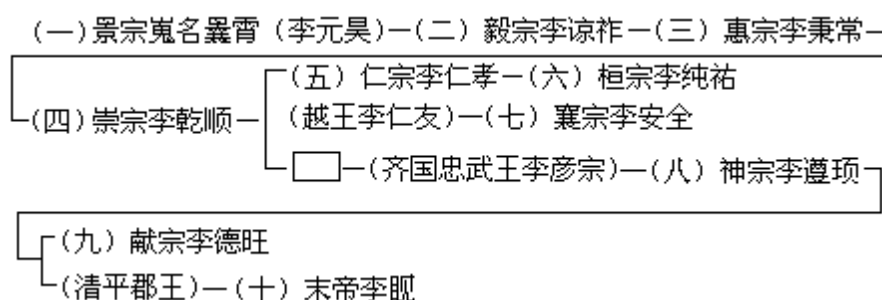 (一)景宗嵬名曩霄(李元昊)—(二)毅宗李谅祚—(三)惠宗李秉常—
(五)仁宗李仁孝—(六)桓宗李纯祐
(四)崇宗李乾顺—(越王李仁友)—(七)襄宗李安全
□—(齐国忠武王李彦宗)—(八)神宗李遵顼
(九)献宗李德旺
(清平郡王)—(十)末帝李睍